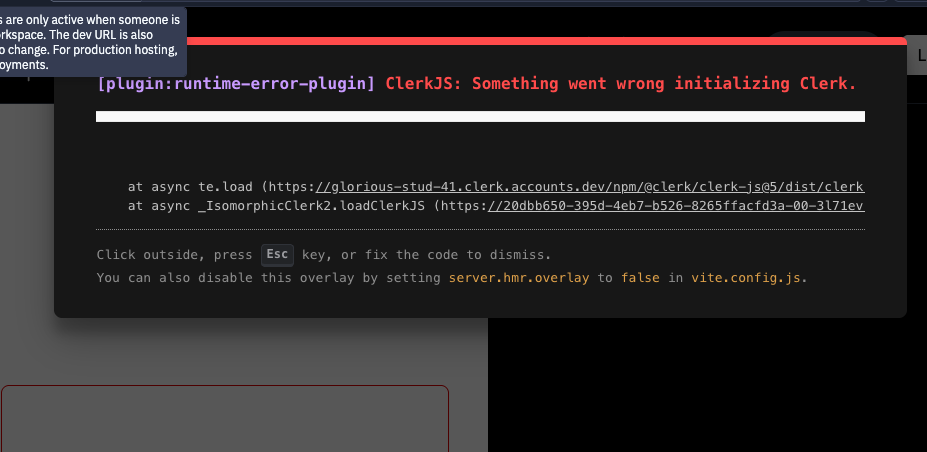 s are only active when someone is
rkspace. The dev URL is also
o change. For production hosting,
oyments.
L
[plugin:runtime-error-plugin] ClerkJS: Something went wrong initializing Clerk.
at async te.load (https://glorious-stud-41.clerk.accounts.dev/npm/@clerk/clerk-js@5/dist/clerk
at async _IsomorphicClerk2.loadClerkJS (https://20dbb650-395d-4eb7-b526-8265ffacfd3a-00-3l71ev
Click outside, press Esc key, or fix the code to dismiss.
You can also disable this overlay by setting server.hmr.overlay to false in vite.config.js.